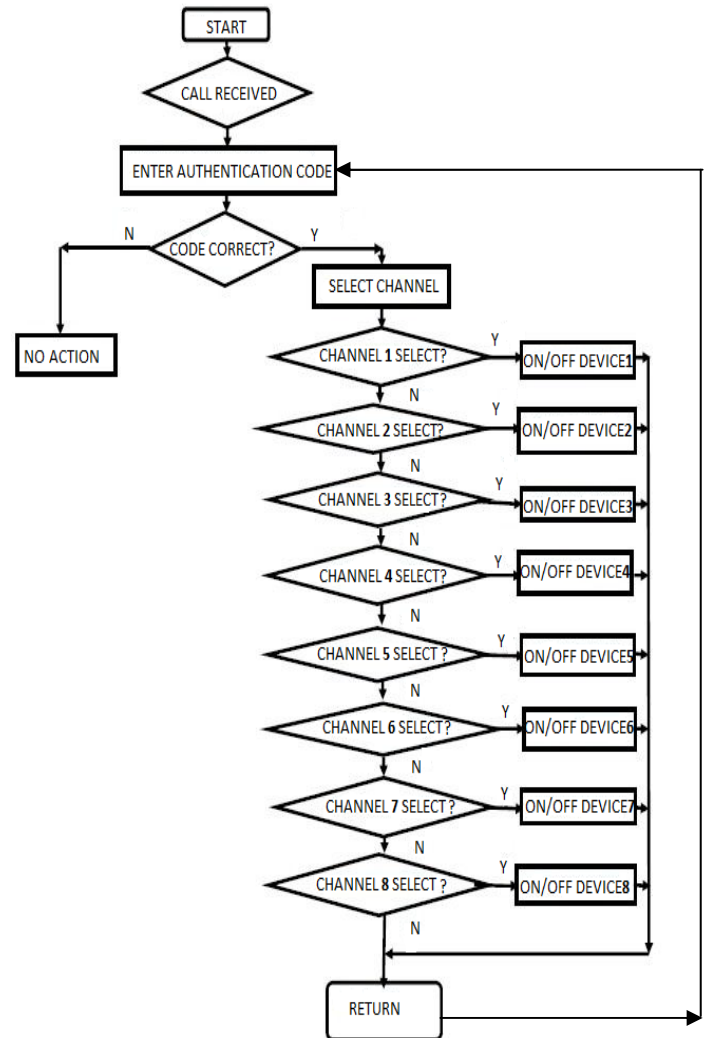 START
CALL RECEIVED
ENTER AUTHENTICATION CODE
N
CODE CORRECT?
Y
SELECT CHANNEL
NO ACTION
CHANNEL 1 SELECT?
Y
ON/OFF DEVICE1
N
CHANNEL 2 SELECT?
Y
ON/OFF DEVICE2
N
CHANNEL 3 SELECT?
Y
ON/OFF DEVICE3
N
CHANNEL 4 SELECT?
Y
ON/OFF DEVICE4
N
CHANNEL 5 SELECT ?
Y
ON/OFF DEVICE5
N
CHANNEL 6 SELECT?
Y
ON/OFF DEVICE6
N
CHANNEL 7 SELECT ?
Y
ON/OFF DEVICE7
N
CHANNEL 8 SELECT ?
Y
ON/OFF DEVICE8
N
RETURN